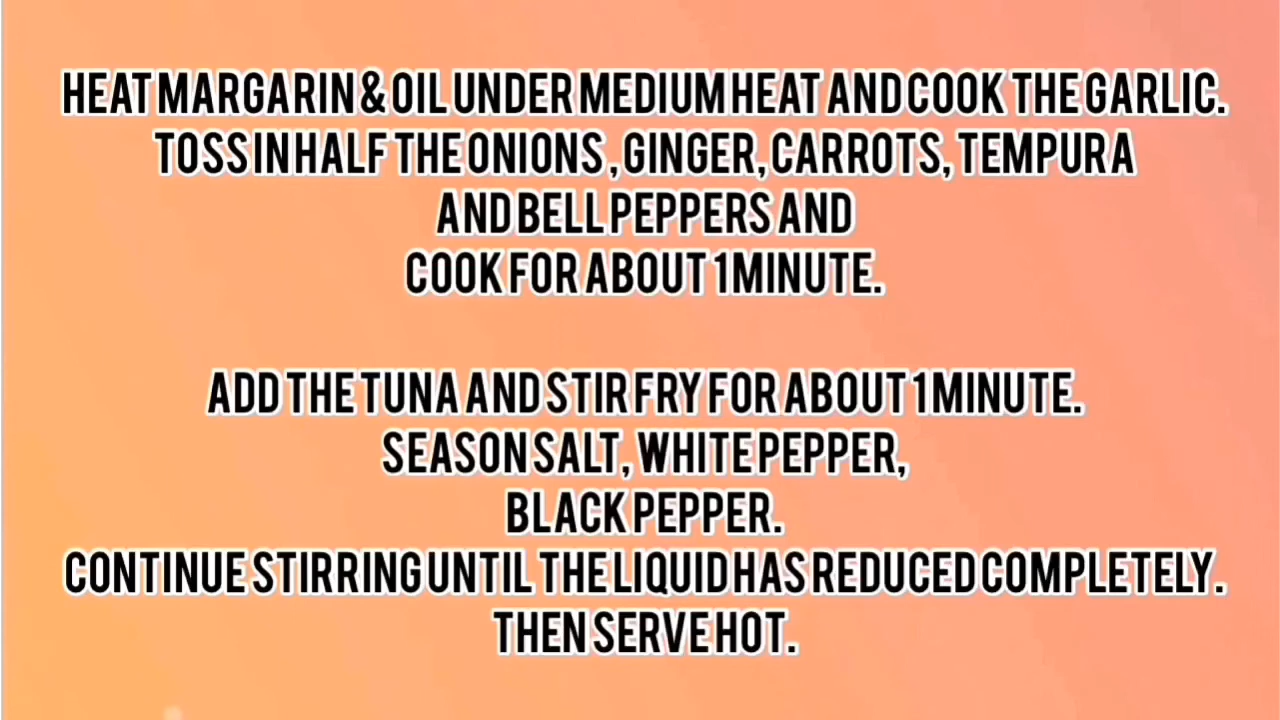 HEAT MARGARIN & OIL UNDER MEDIUM HEAT AND COOK THE GARLIC.
TOSS IN HALF THE ONIONS , GINGER, CARROTS, TEMPURA
AND BELL PEPPERS AND
COOK FOR ABOUT 1 MINUTE.
ADD THE TUNA AND STIR FRY FOR ABOUT 1 MINUTE.
SEASON SALT, WHITE PEPPER,
BLACK PEPPER.
CONTINUE STIRRING UNTIL THE LIQUID HAS REDUCED COMPLETELY.
THEN SERVE HOT.